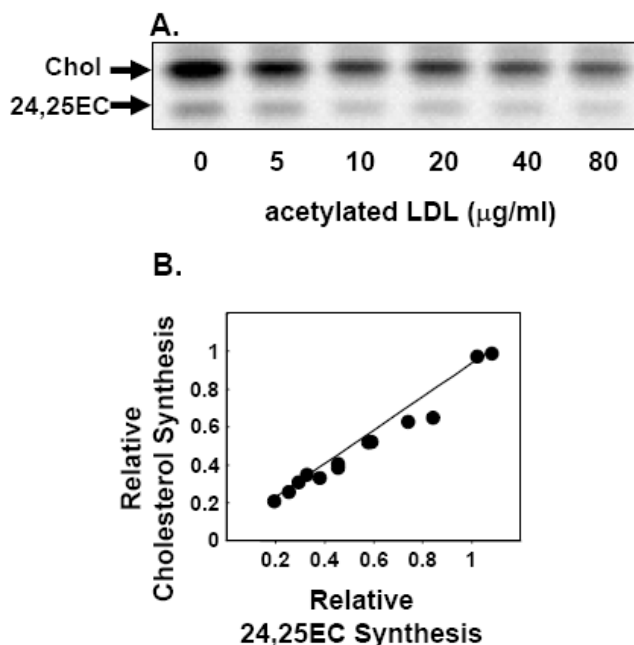 A.
Chol
24,25EC
0 5 10 20 40 80
acetylated LDL (μg/ml)
B.
Relative
Cholesterol Synthesis
1
0.8
0.6
0.4
0.2
0
0.2 0.4 0.6 0.8 1
Relative
24,25EC Synthesis